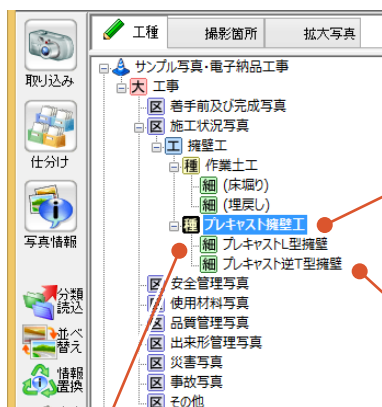 取り込み
仕分け
写真情報
分類
読込
並べ
替え
情報
置換
工種
撮影箇所
拡大写真
サンプル写真・電子納品工事
大 工事
区 着手前及び完成写真
区 施工状況写真
工 擁壁工
種 作業土工
細 (床堀り)
細 (埋戻し)
種 プレキャスト擁壁工
細 プレキャストL型擁壁
細 プレキャスト逆T型擁壁
区 安全管理写真
区 使用材料写真
区 品質管理写真
区 出来形管理写真
区 災害写真
区 事故写真
区 その他